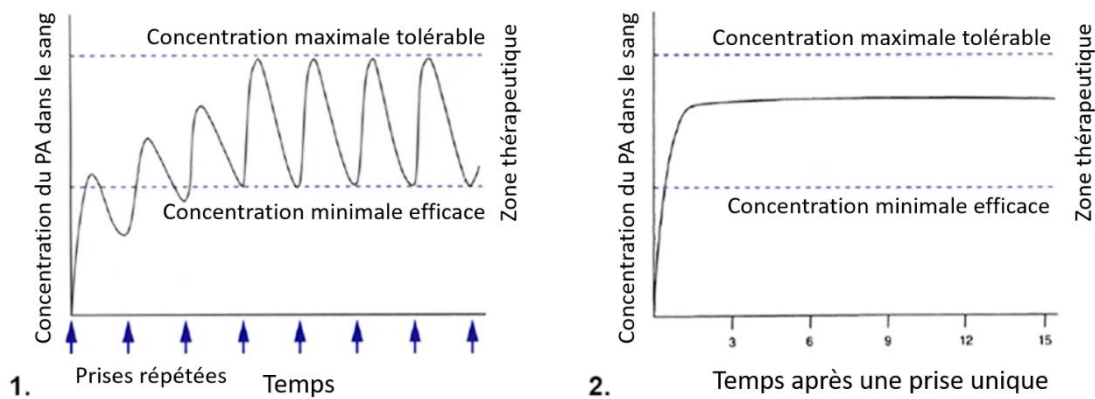 Concentration du PA dans le sang
Concentration maximale tolérable
Concentration minimale efficace
Zone thérapeutique
Prises répétées
Temps
1.
Concentration du PA dans le sang
Concentration maximale tolérable
Concentration minimale efficace
Zone thérapeutique
3 6 9 12 15
Temps après une prise unique
2.